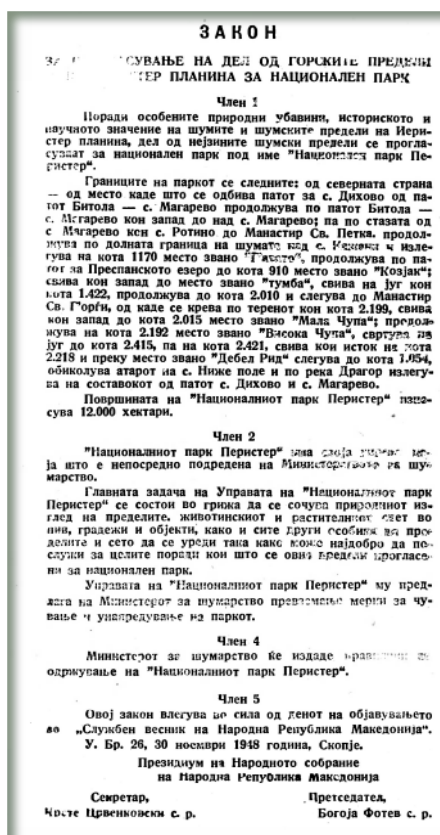 ЗАКОН
СУВАЊЕ НА ДЕЛ ОД ГОРСКИТЕ ПРЕДЕЛИ
ПЛАНИНА ЗА НАЦИОНАЛЕН ПАРК
Член 1
Поради особените природни убавини, историското и
научното значение на шумите и шумските предели на
стер планина, дел од нејзините шумски предели се прогла-
суваат за национален парк под име "Национален парк Пе-
ристер".
Границите на паркот се следните: од северната страна
— од место каде што се одбива патот за с. Дихово од па-
тот Битола — с. Магарево продолжува по патот Битола —
с. Магарево кон запад до над с. Магарево; па по стазата од
с Магарево кон с. Ротино до Манастир Св. Петка, продол-
жува по долната граница на шумата над с. и излe-
гува на кота 1170 место звано продолжува по па-
тот за Преспанското езеро до кота 910 место звано "Козјак";
свива кон запад до место звано "тумба", свива на југ кон
кота 1.422, продолжува до кота 2.010 и слегува до Манастир
Св. Ѓорѓи, од каде се крева по теренот кон кота 2.199, свива
кон запад до кота 2.015 место звано "Мала Чупа"; продол-
жува на кота 2.192 место звано "Висока Чупа", свртува на
југ до кота 2.415, па на кота 2.421, свива кон исток на кота
2.218 и преку место звано "Дебел Рид" слегува до кота
обиколува атарот на с. Ниже поле и по река Драгор излегу-
ва на составокот од патот с. Дихово и с. Магарево.
Површината на "Националниот парк Перистер" изне-
сува 12.000 хектари.
Член 2
"Националниот парк Перистер" има своја
ја што е непосредно подредена на Министерството за шу-
марство.
Главната задача на Управата на "Националниот парк
Перистер" се состои во грижа да се сочува природниот из-
глед на пределите, животинскиот и растителниот свет во
нив, градежи и објекти, како и сите други особини на пре-
делите и сето да се уреди така како може најдобро да по-
служи за целите поради кои што се овие предели прогласе-
ни за национален парк.
Управата на "Националниот парк Перистер" му пред-
лага на Министерот за шумарство превземање мерки за чу-
вање и унапредување на паркот.
Член 4
Министерот за шумарство ќе издаде за
одржување на "Националниот парк Перистер".
Член 5
Овој закон влегува во сила од денот на објавувањето
во „Службен весник на Народна Република Македонија".
У. Бр. 26, 30 ноември 1948 година, Скопје.
Президиум на Народното собрание
на Народна Република Македонија
Секретар, Претседател,
Црвенковски с. р. Богоја Фотев с. р.